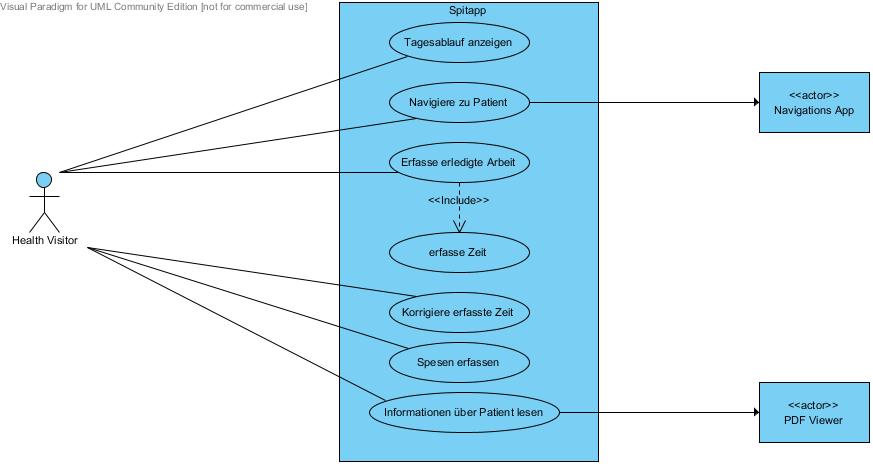 Visual Paradigm for UML Community Edition [not for commercial use]
Spitapp
Tagesablauf anzeigen
Navigiere zu Patient
<<actor>>
Navigations App
Erfasse erledigte Arbeit
<<Include>>
Health Visitor
erfasse Zeit
Korrigiere erfasste Zeit
Spesen erfassen
Informationen über Patient lesen
<<actor>>
PDF Viewer